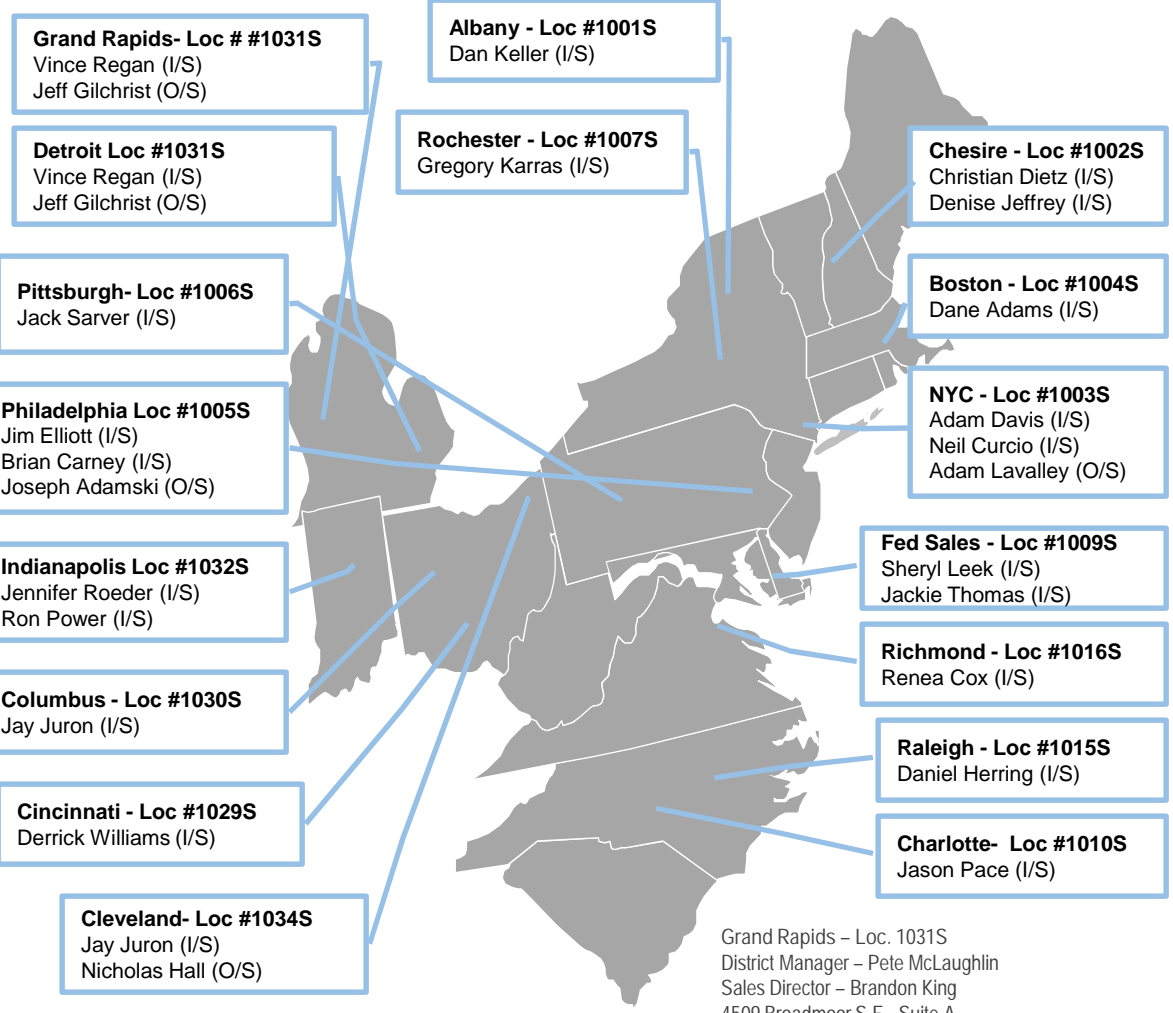 Grand Rapids- Loc # #1031S
Vince Regan (I/S)
Jeff Gilchrist (O/S)
Albany - Loc #1001S
Dan Keller (I/S)
Detroit Loc #1031S
Vince Regan (I/S)
Jeff Gilchrist (O/S)
Rochester - Loc #1007S
Gregory Karras (I/S)
Chesire - Loc #1002S
Christian Dietz (I/S)
Denise Jeffrey (I/S)
Pittsburgh- Loc #1006S
Jack Sarver (I/S)
Boston - Loc #1004S
Dane Adams (I/S)
Philadelphia Loc #1005S
Jim Elliott (I/S)
Brian Carney (I/S)
Joseph Adamski (O/S)
NYC - Loc #1003S
Adam Davis (I/S)
Neil Curcio (I/S)
Adam Lavalley (O/S)
Indianapolis Loc #1032S
Jennifer Roeder (I/S)
Ron Power (I/S)
Fed Sales - Loc #1009S
Sheryl Leek (I/S)
Jackie Thomas (I/S)
Richmond - Loc #1016S
Renea Cox (I/S)
Columbus - Loc #1030S
Jay Juron (I/S)
Raleigh - Loc #1015S
Daniel Herring (I/S)
Cincinnati - Loc #1029S
Derrick Williams (I/S)
Charlotte-  Loc #1010S
Jason Pace (I/S)
Cleveland- Loc #1034S
Jay Juron (I/S)
Nicholas Hall (O/S)
Grand Rapids – Loc. 1031S
District Manager – Pete McLaughlin
Sales Director – Brandon King
4509 Broadmoor S.E., Suite A